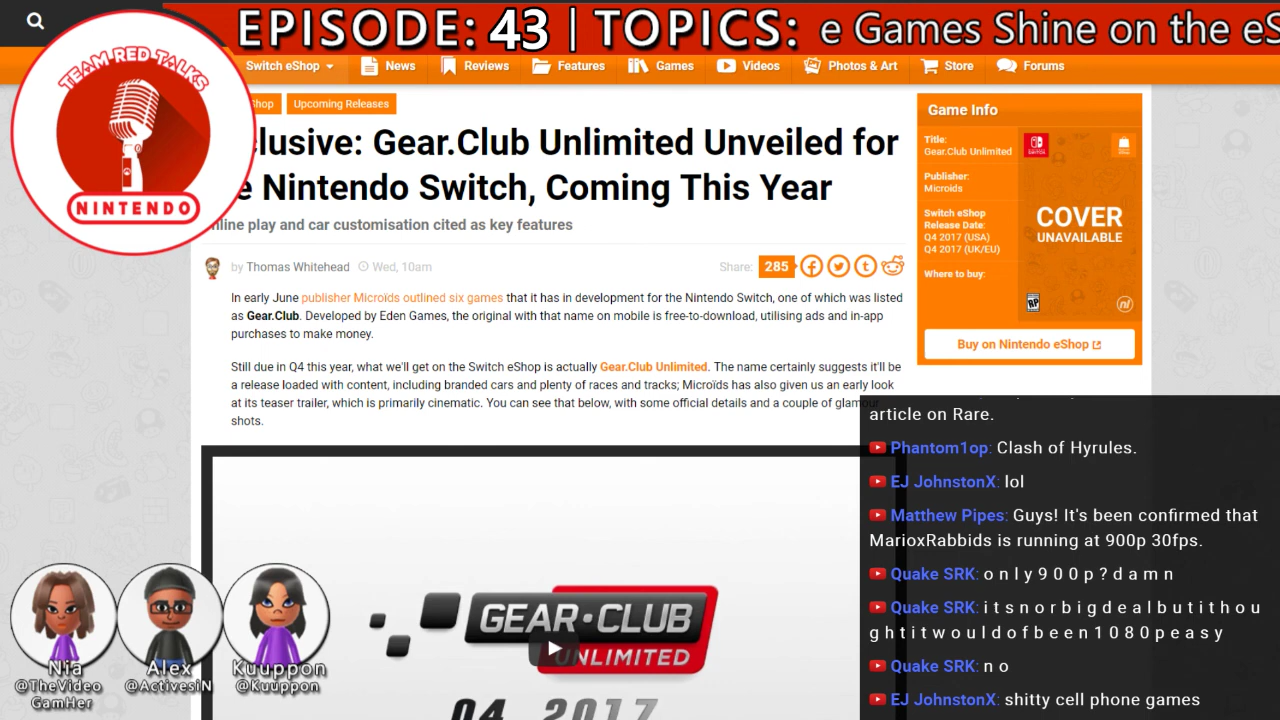 EPISODE: 43 | TOPICS: e Games Shine on the eS
TEAM RED TALKS
NINTENDO
Switch eShop
News
Reviews
Features
Games
Videos
Photos & Art
Store
Forums
hop
Upcoming Releases
clusive: Gear.Club Unlimited Unveiled for
e Nintendo Switch, Coming This Year
nline play and car customisation cited as key features
by Thomas Whitehead Wed, 10am
Share: 285
In early June publisher Microïds outlined six games that it has in development for the Nintendo Switch, one of which was listed
as Gear.Club. Developed by Eden Games, the original with that name on mobile is free-to-download, utilising ads and in-app
purchases to make money.
Still due in Q4 this year, what we'll get on the Switch eShop is actually Gear.Club Unlimited. The name certainly suggests it'll be
a release loaded with content, including branded cars and plenty of races and tracks; Microïds has also given us an early look
at its teaser trailer, which is primarily cinematic. You can see that below, with some official details and a couple of glamour
shots.
GEAR·CLUB
UNLIMITED
Q4 2017
Game Info
Title:
Gear.Club Unlimited
Publisher:
Microids
Switch eShop
Release Date:
Q4 2017 (USA)
Q4 2017 (UK/EU)
Where to buy:
COVER
UNAVAILABLE
RP
nl
Buy on Nintendo eShop
article on Rare.
Phantom1op: Clash of Hyrules.
EJ JohnstonX: lol
Matthew Pipes: Guys! It's been confirmed that
MarioxRabbids is running at 900p 30fps.
Quake SRK: o n l y 9 0 0 p ? d a m n
Quake SRK: i t s n o r b i g d e a l b u t i t h o u
g h t i t w o u l d o f b e e n 1 0 8 0 p e a s y
Quake SRK: n o
EJ JohnstonX: shitty cell phone games
Nia
@TheVideo
GamHer
Alex
@ActivesiN
Kuuppon
@Kuuppon